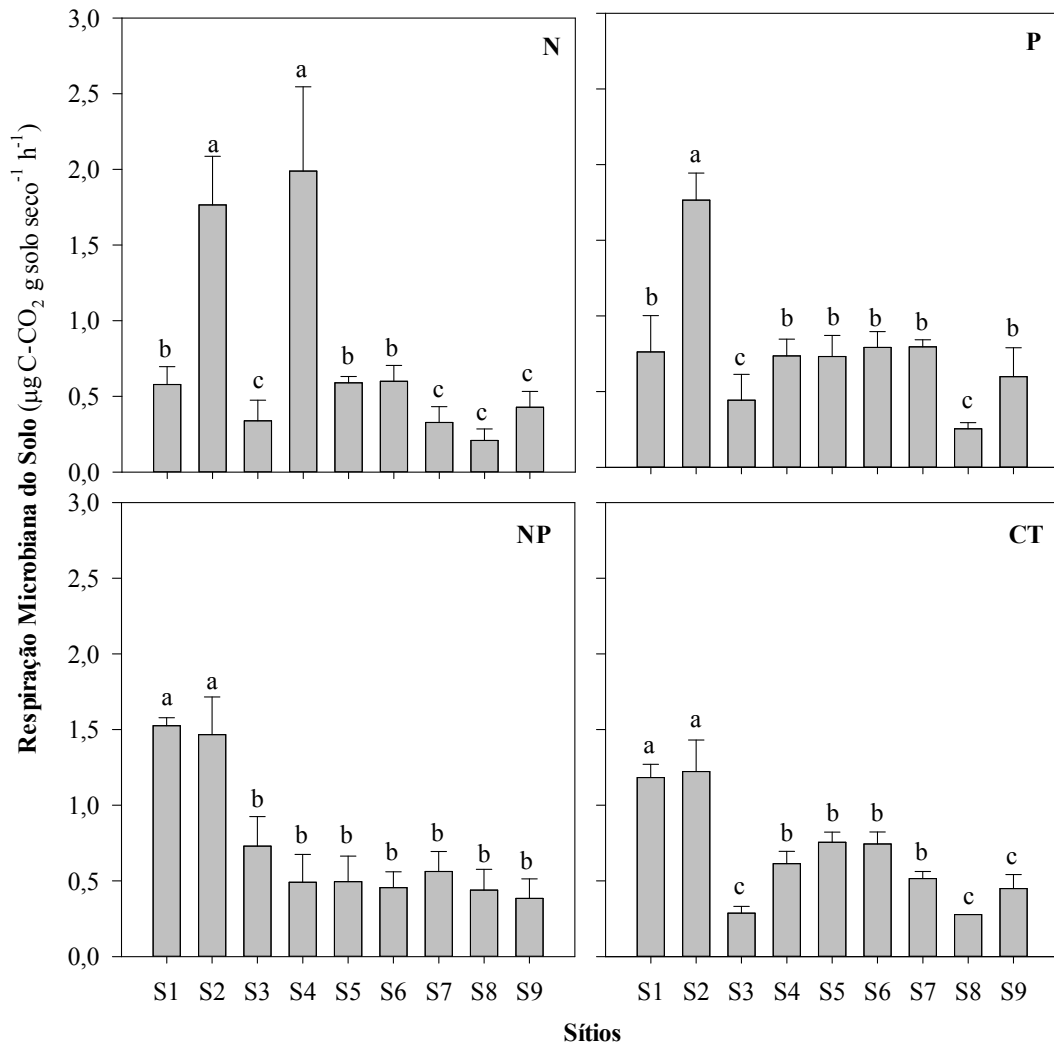 Respiração Microbiana do Solo (µg C-CO₂ g solo seco⁻¹ h⁻¹)
3,0
2,5
2,0
1,5
1,0
0,5
0,0
N
b
a
c
a
b
b
c
c
c
P
b
a
c
b
b
b
b
c
b
3,0
2,5
2,0
1,5
1,0
0,5
0,0
NP
a
a
b
b
b
b
b
b
b
S1 S2 S3 S4 S5 S6 S7 S8 S9
CT
a
a
c
b
b
b
b
c
c
S1 S2 S3 S4 S5 S6 S7 S8 S9
Sítios